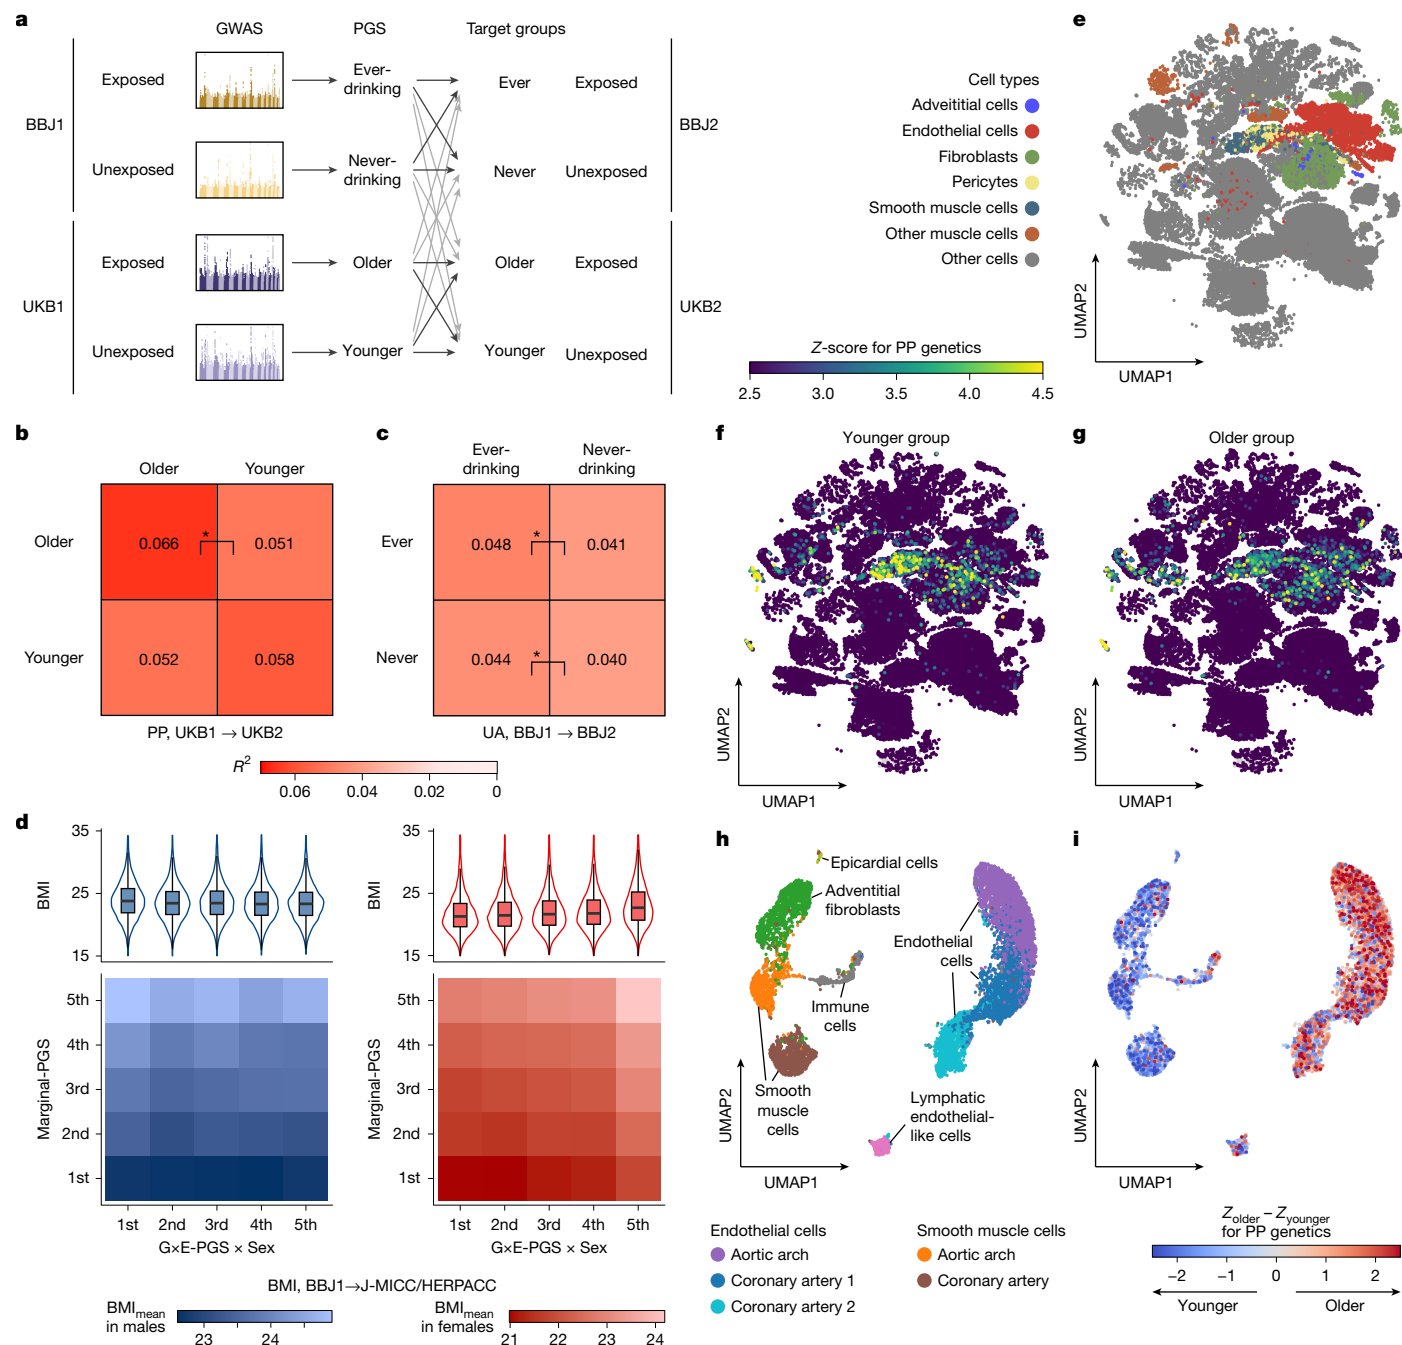 a
GWAS
PGS
Target groups
BBJ1
Exposed
Ever-
drinking
Ever
Exposed
BBJ2
Unexposed
Never-
drinking
Never
Unexposed
UKB1
Exposed
Older
Older
Exposed
UKB2
Unexposed
Younger
Younger
Unexposed
e
Cell types
Adveititial cells
Endothelial cells
Fibroblasts
Pericytes
Smooth muscle cells
Other muscle cells
Other cells
UMAP2
UMAP1
Z-score for PP genetics
2.5 3.0 3.5 4.0 4.5
b
Older Younger
Older
0.066 * 0.051
Younger
0.052 0.058
PP, UKB1 → UKB2
c
Ever-
drinking
Never-
drinking
Ever
0.048 * 0.041
Never
0.044 * 0.040
UA, BBJ1 → BBJ2
R2
0.06 0.04 0.02 0
f
Younger group
UMAP2
UMAP1
g
Older group
UMAP2
UMAP1
d
BMI
35
25
15
BMI
35
25
15
Marginal-PGS
5th
4th
3rd
2nd
1st
1st 2nd 3rd 4th 5th
G×E-PGS × Sex
Marginal-PGS
5th
4th
3rd
2nd
1st
1st 2nd 3rd 4th 5th
G×E-PGS × Sex
BMI, BBJ1→J-MICC/HERPACC
BMImean
in males
23 24
BMImean
in females
21 22 23 24
h
Epicardial cells
Adventitial
fibroblasts
Endothelial
cells
Immune
cells
Smooth
muscle
cells
Lymphatic
endothelial-
like cells
UMAP2
UMAP1
Endothelial cells
Aortic arch
Coronary artery 1
Coronary artery 2
Smooth muscle cells
Aortic arch
Coronary artery
i
UMAP2
UMAP1
Zolder – Zyounger
for PP genetics
−2 −1 0 1 2
Younger Older